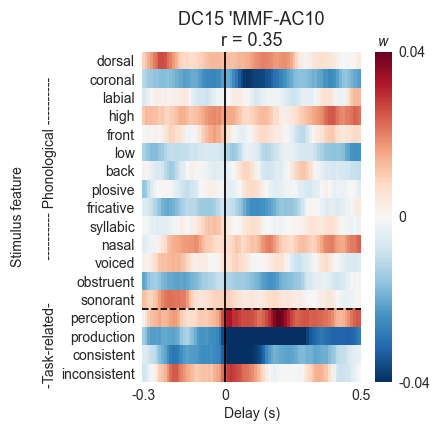 DC15 'MMF-AC10
r = 0.35
w
Stimulus feature
---------- Phonological ----------
-Task-related-
dorsal
coronal
labial
high
front
low
back
plosive
fricative
syllabic
nasal
voiced
obstruent
sonorant
perception
production
consistent
inconsistent
0.04
0
-0.04
-0.3
0
0.5
Delay (s)